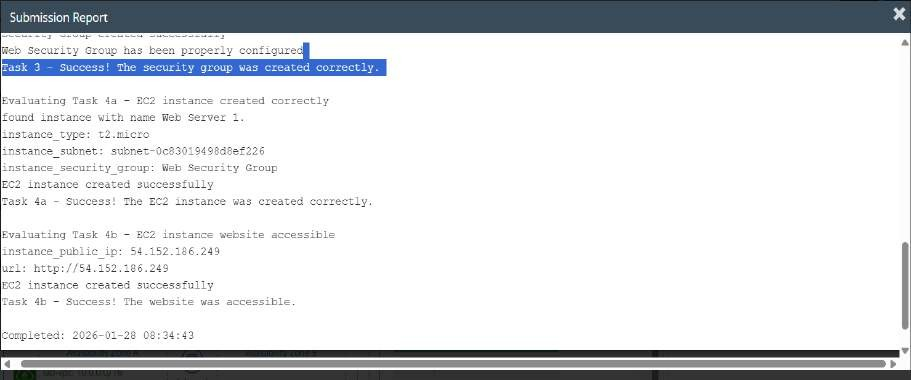 Submission Report
Security Group created successfully
Web Security Group has been properly configured
Task 3 - Success! The security group was created correctly.
Evaluating Task 4a - EC2 instance created correctly
found instance with name Web Server 1.
instance_type: t2.micro
instance_subnet: subnet-0c83019498d8ef226
instance_security_group: Web Security Group
EC2 instance created successfully
Task 4a - Success! The EC2 instance was created correctly.
Evaluating Task 4b - EC2 instance website accessible
instance_public_ip: 54.152.186.249
url: http://54.152.186.249
EC2 instance created successfully
Task 4b - Success! The website was accessible.
Completed: 2026-01-28 08:34:43